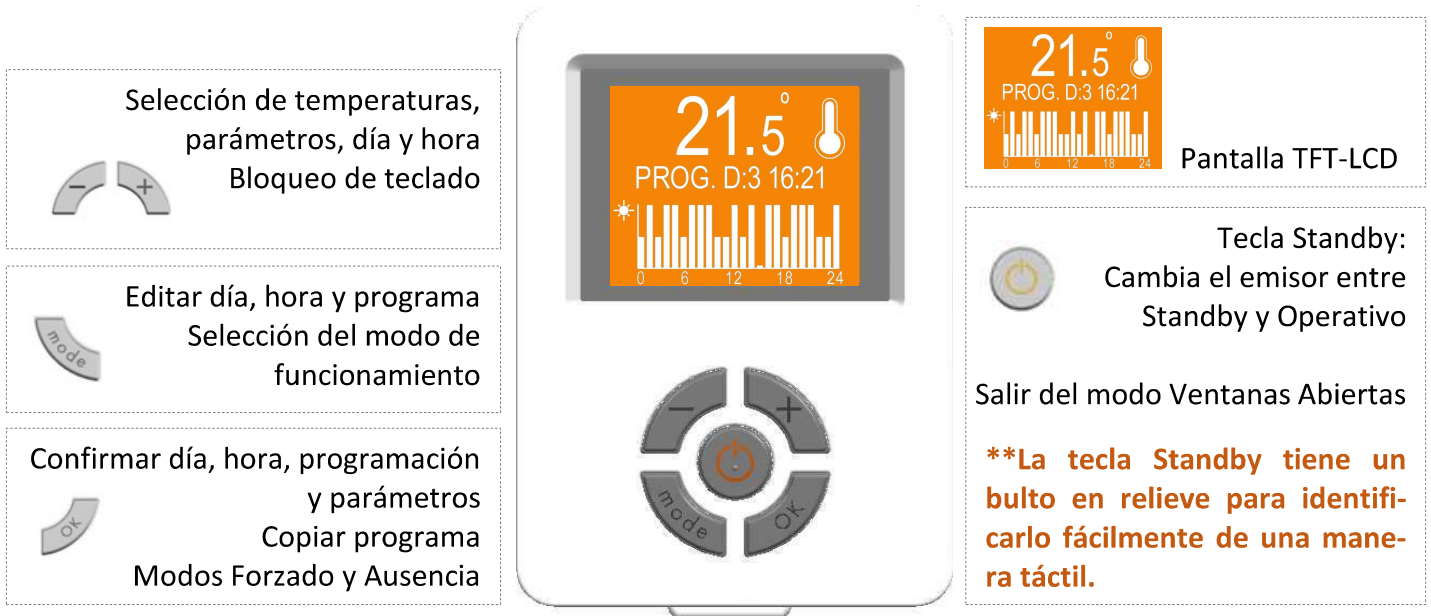 Selección de temperaturas,
parámetros, día y hora
Bloqueo de teclado
- +
Editar día, hora y programa
Selección del modo de
funcionamiento
mode
Confirmar día, hora, programación
y parámetros
Copiar programa
Modos Forzado y Ausencia
OK
21.5°
PROG. D:3 16:21
0 6 12 18 24
- +
mode OK
21.5°
PROG. D:3 16:21
0 6 12 18 24
Pantalla TFT-LCD
Tecla Standby:
Cambia el emisor entre
Standby y Operativo
Salir del modo Ventanas Abiertas
**La tecla Standby tiene un
bulto en relieve para identifi-
carlo fácilmente de una mane-
ra táctil.